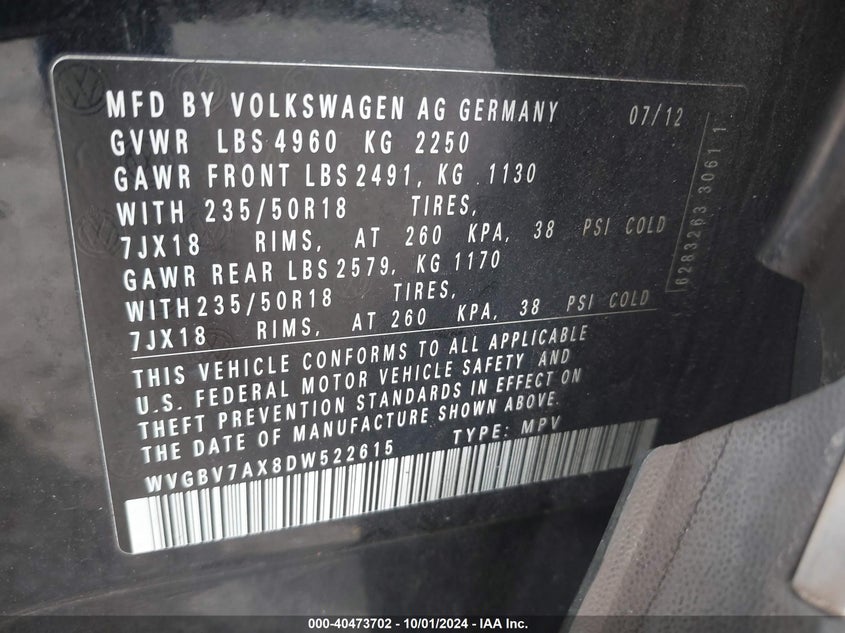 MFD BY VOLKSWAGEN AG GERMANY 07/12
GVWR LBS 4960 KG 2250
GAWR FRONT LBS 2491, KG 1130
WITH 235/50R18 TIRES,
7JX18 RIMS, AT 260 KPA, 38 PSI COLD
GAWR REAR LBS 2579, KG 1170
WITH 235/50R18 TIRES,
7JX18 RIMS, AT 260 KPA, 38 PSI COLD
THIS VEHICLE CONFORMS TO ALL APPLICABLE
U.S. FEDERAL MOTOR VEHICLE SAFETY AND
THEFT PREVENTION STANDARDS IN EFFECT ON
THE DATE OF MANUFACTURE SHOWN ABOVE.
WVGBV7AX8DW522615 TYPE: MPV
6283263 30611
000-40473702 - 10/01/2024 - IAA Inc.